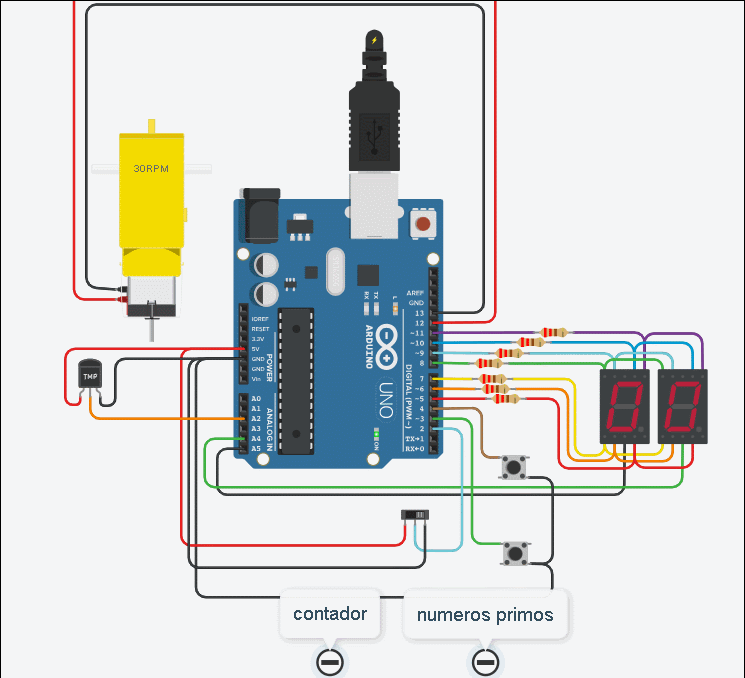 30RPM
TMP
RX
TX
L
AREF
GND
13
12
~11
~10
~9
8
7
~6
~5
4
~3
2
TX→1
RX←0
IOREF
RESET
3.3V
5V
GND
GND
Vin
POWER
A0
A1
A2
A3
A4
A5
ANALOG IN
ARDUINO
UNO
DIGITAL (PWM~)
ON
contador
numeros primos